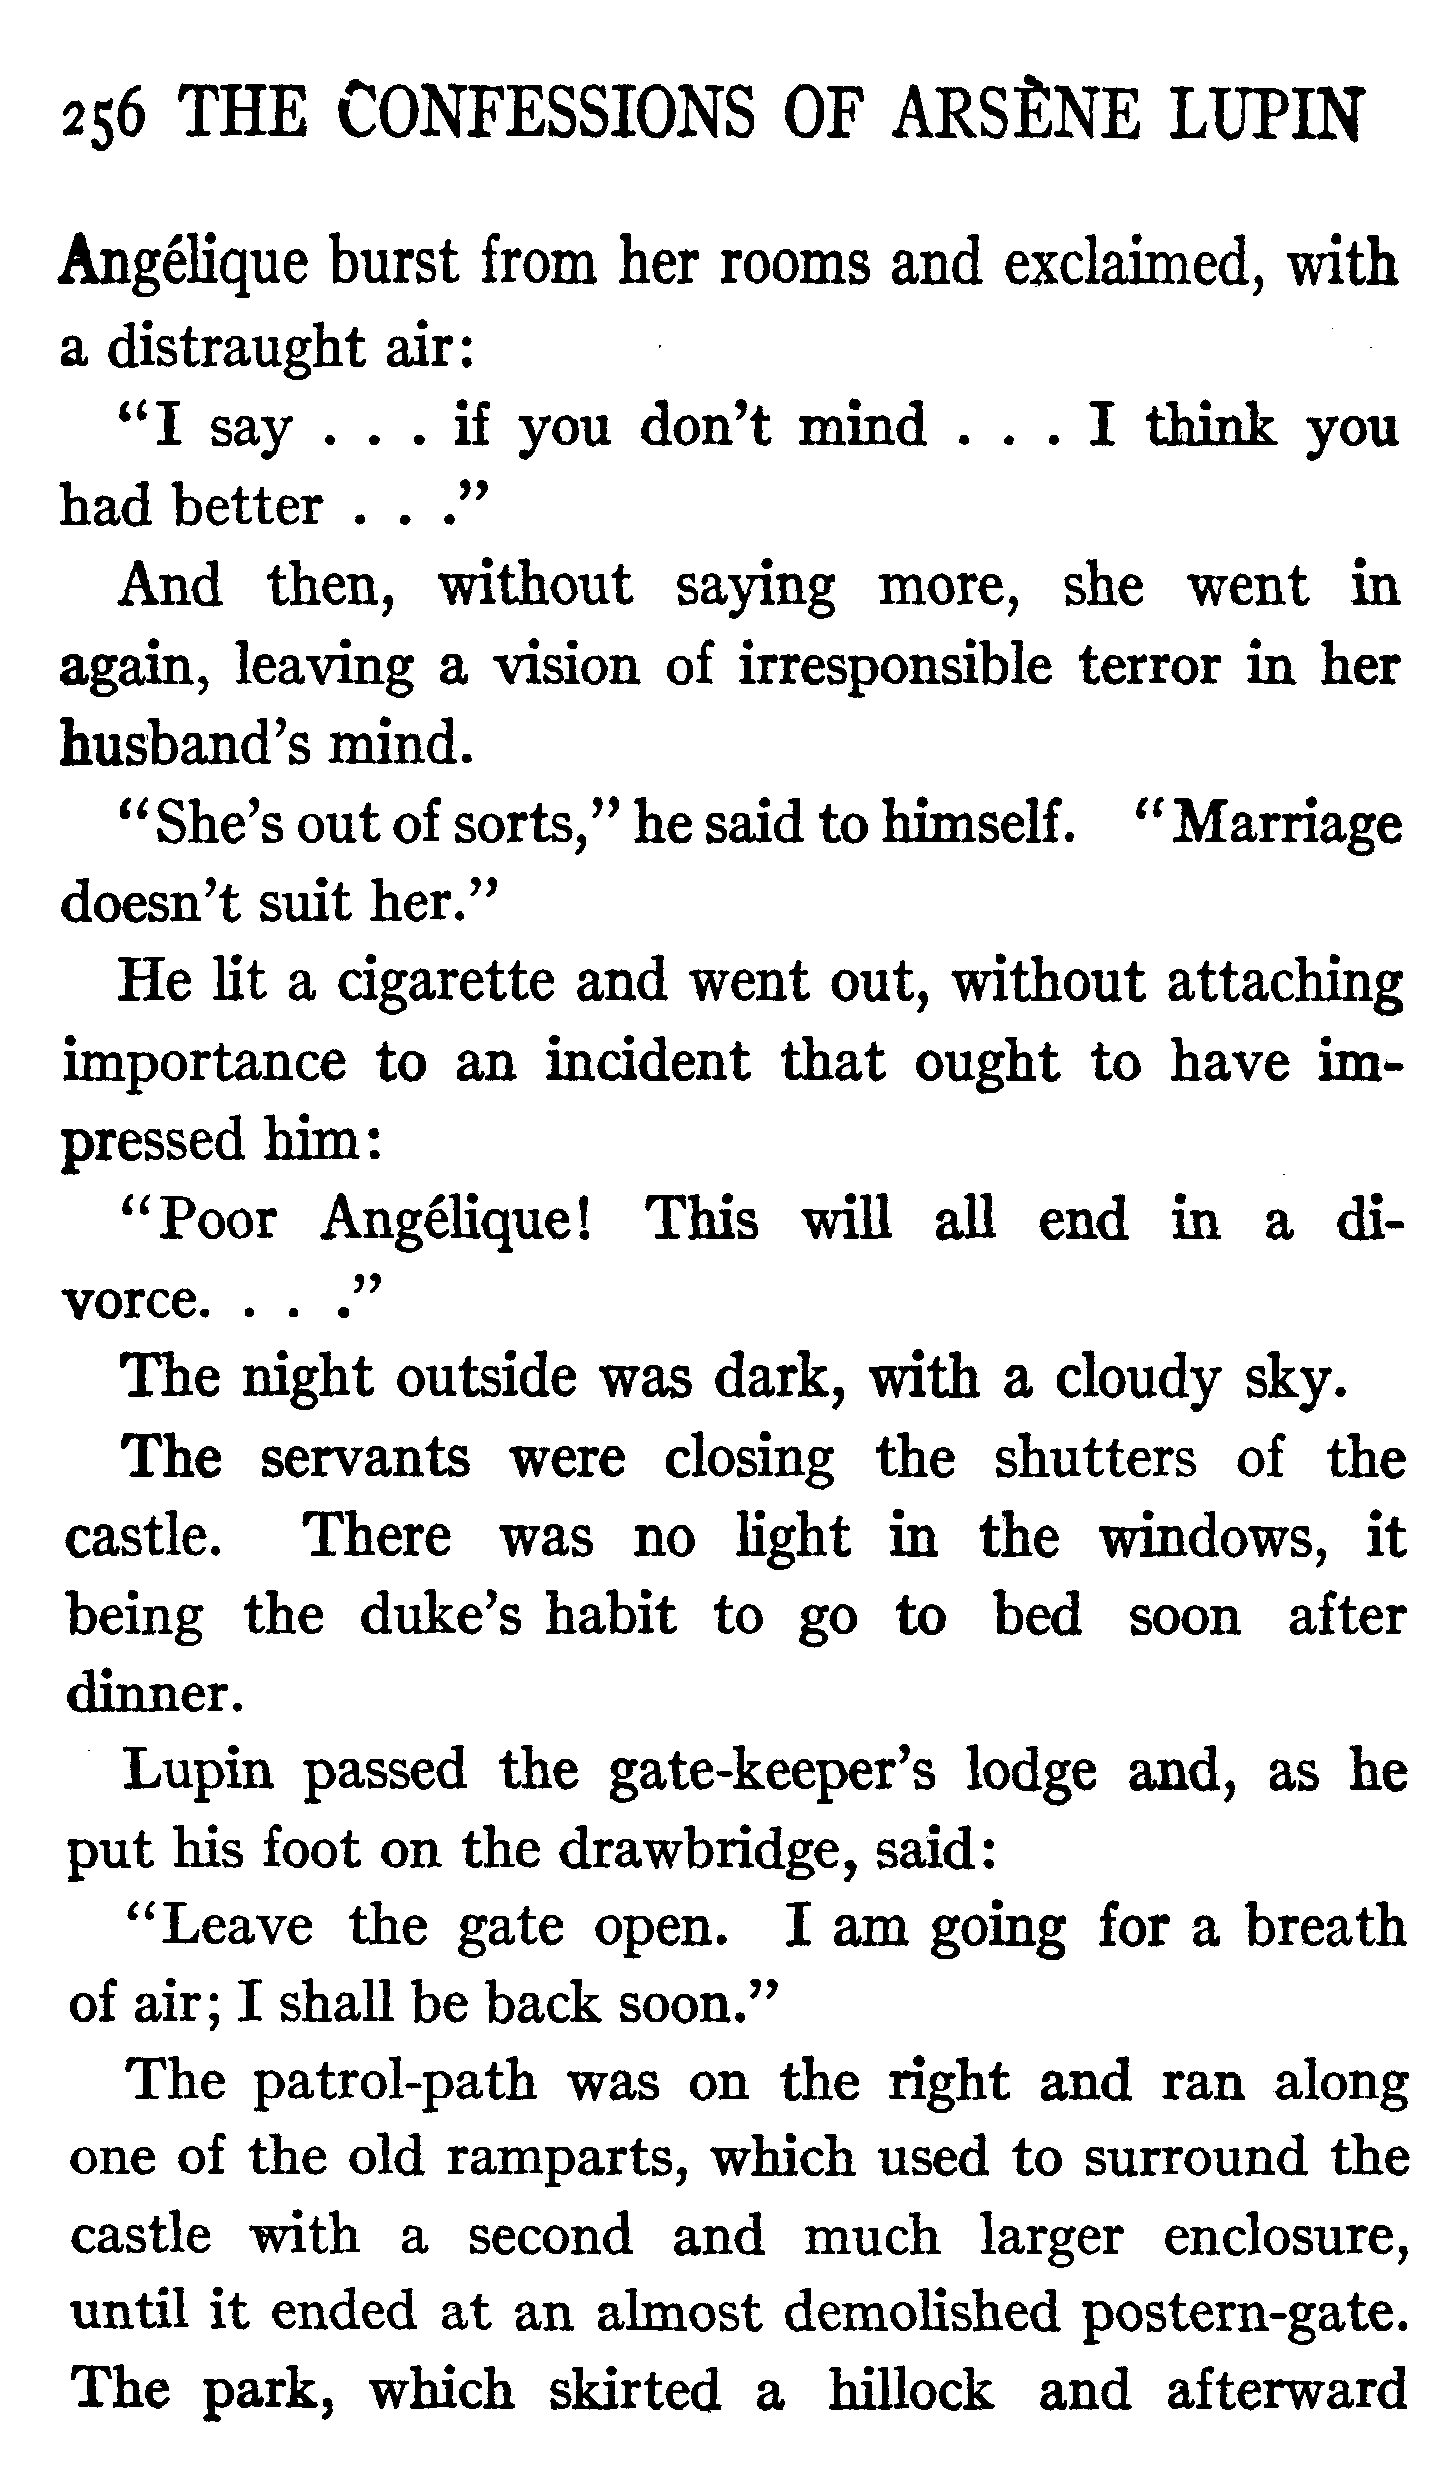 256 THE CONFESSIONS OF ARSÈNE LUPIN
Angélique burst from her rooms and exclaimed, with
a distraught air:
"I say . . . if you don't mind . . . I think you
had better . . ."
And then, without saying more, she went in
again, leaving a vision of irresponsible terror in her
husband's mind.
"She's out of sorts," he said to himself. "Marriage
doesn't suit her."
He lit a cigarette and went out, without attaching
importance to an incident that ought to have im-
pressed him:
"Poor Angélique! This will all end in a di-
vorce. . . ."
The night outside was dark, with a cloudy sky.
The servants were closing the shutters of the
castle. There was no light in the windows, it
being the duke's habit to go to bed soon after
dinner.
Lupin passed the gate-keeper's lodge and, as he
put his foot on the drawbridge, said:
"Leave the gate open. I am going for a breath
of air; I shall be back soon."
The patrol-path was on the right and ran along
one of the old ramparts, which used to surround the
castle with a second and much larger enclosure,
until it ended at an almost demolished postern-gate.
The park, which skirted a hillock and afterward